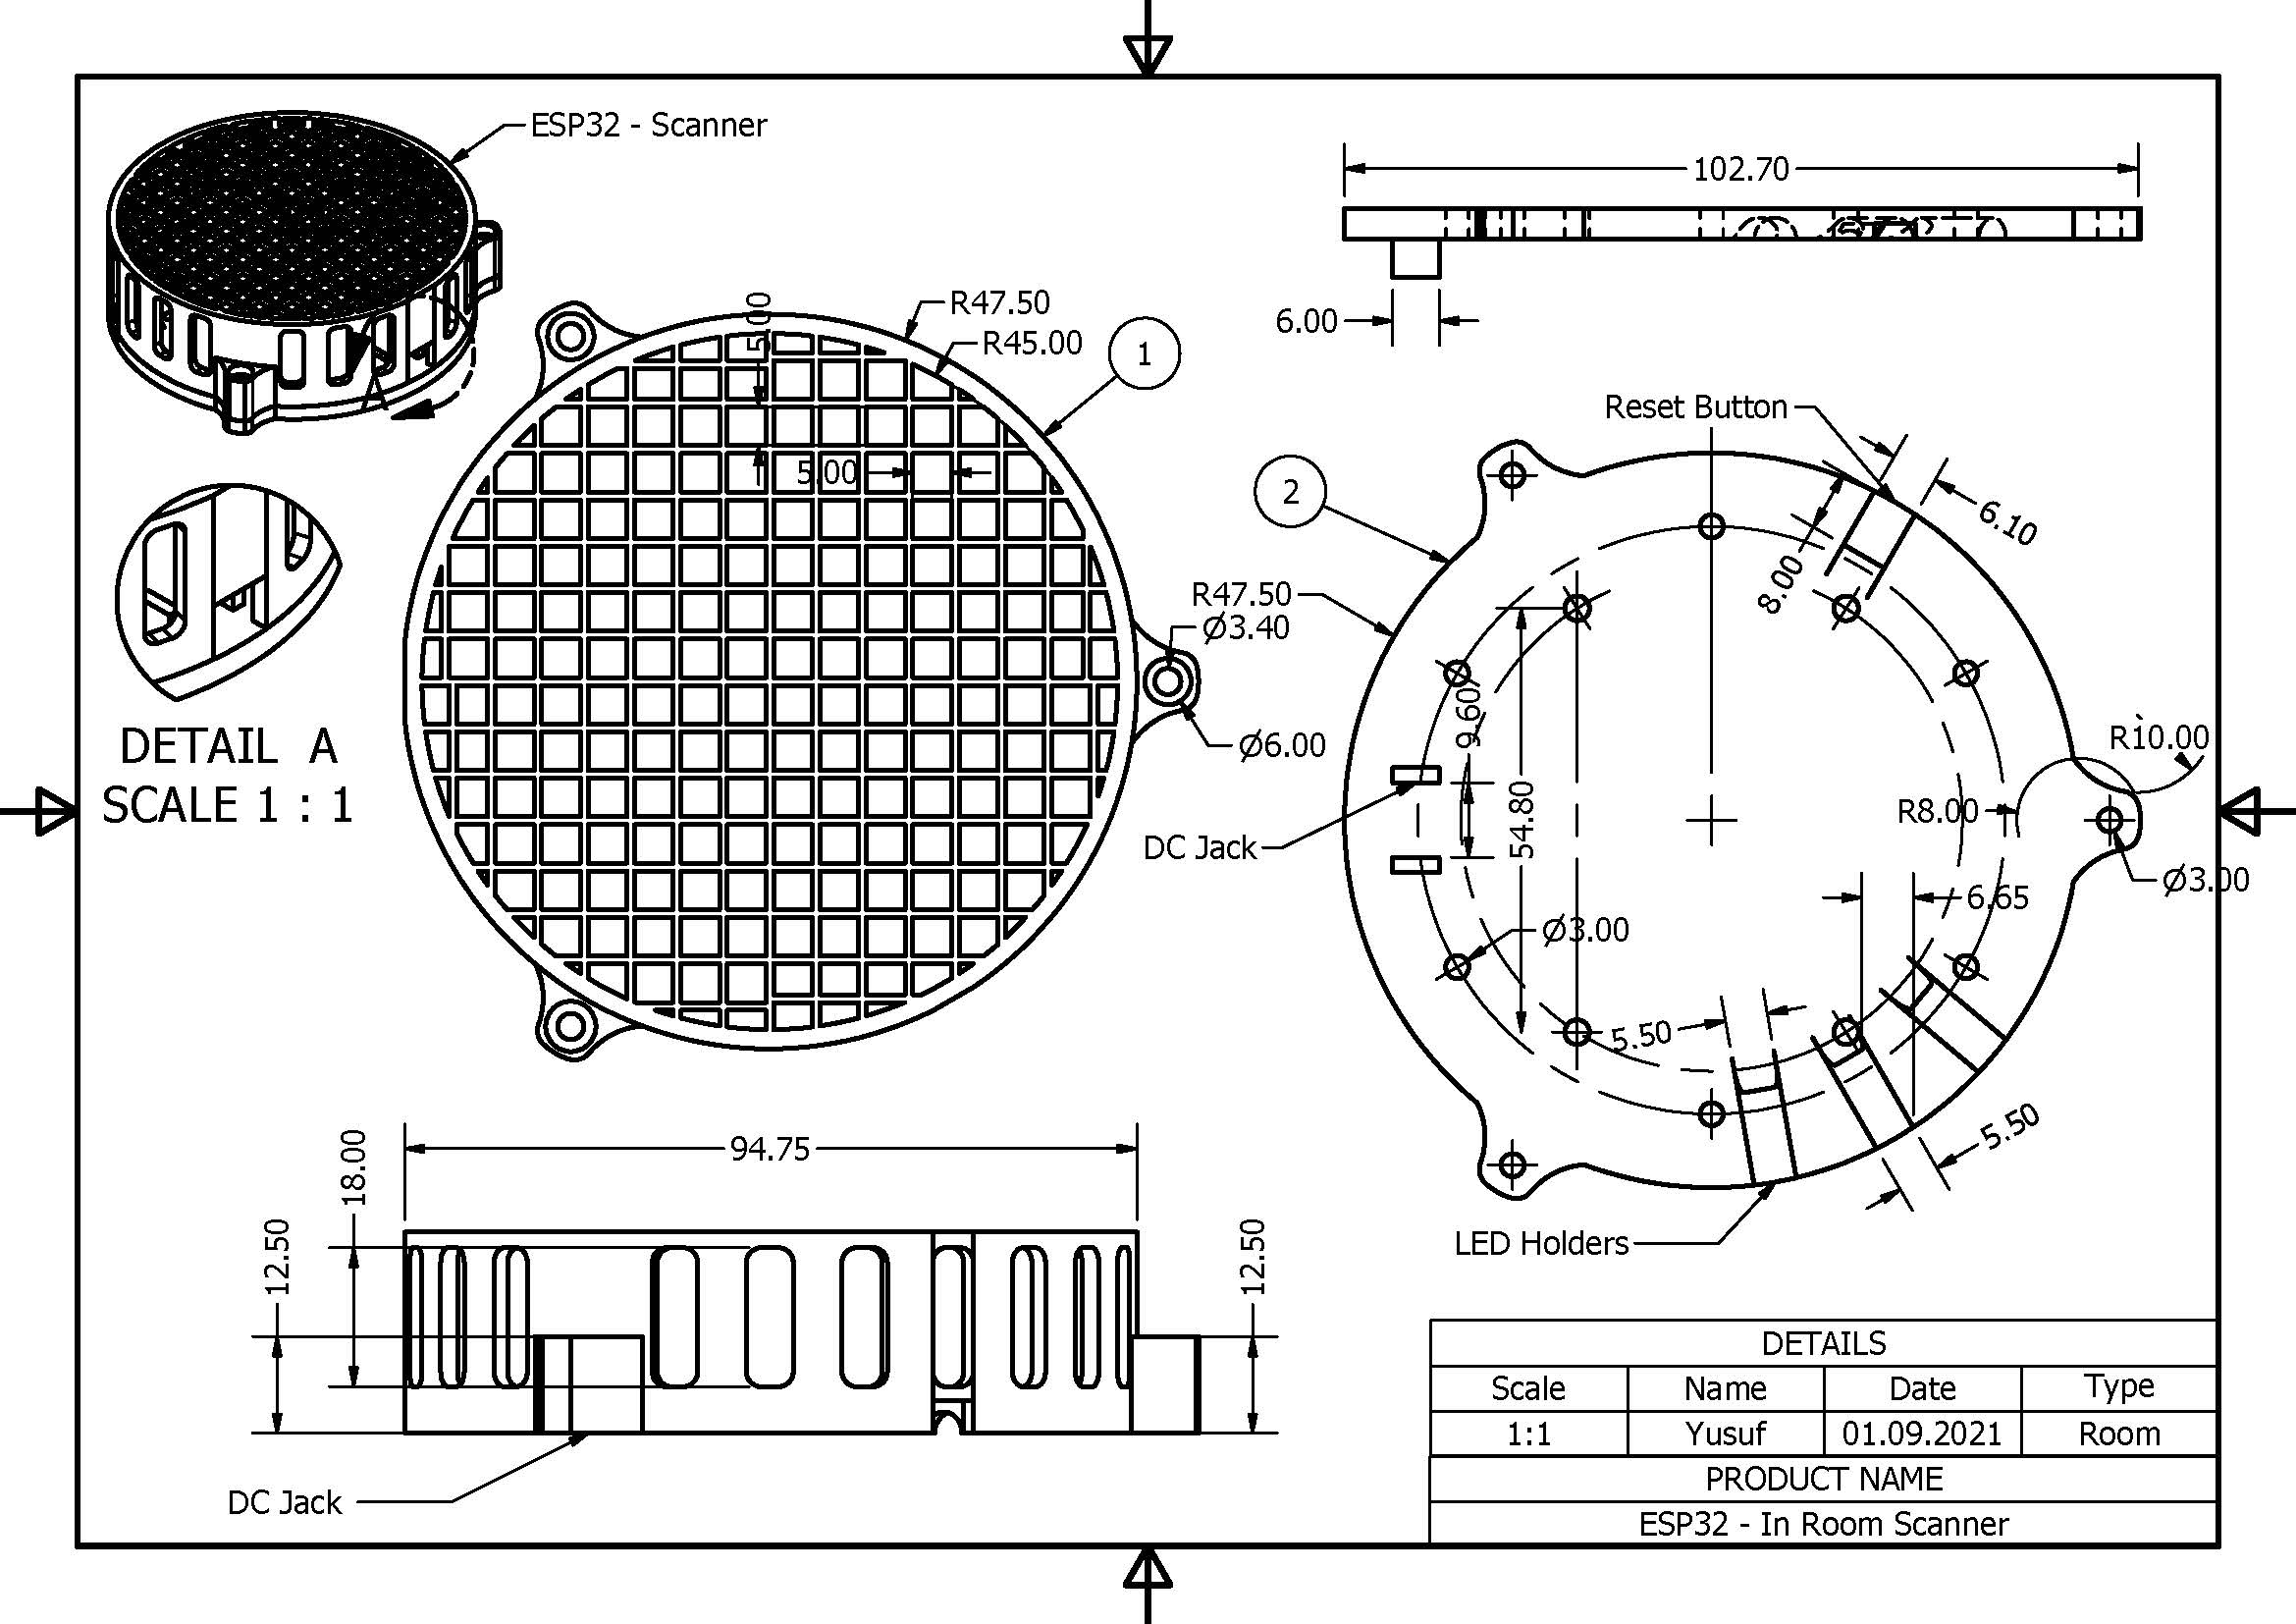 ESP32 - Scanner
102.70
6.00
R47.50
R45.00
1
5.00
5.00
Ø3.40
Ø6.00
A
DETAIL A
SCALE 1 : 1
Reset Button
2
R47.50
6.10
8.00
9.60
54.80
DC Jack
R10.00
R8.00
Ø3.00
6.65
Ø3.00
5.50
5.50
LED Holders
94.75
18.00
12.50
12.50
DC Jack
DETAILS
Scale Name Date Type
1:1 Yusuf 01.09.2021 Room
PRODUCT NAME
ESP32 - In Room Scanner